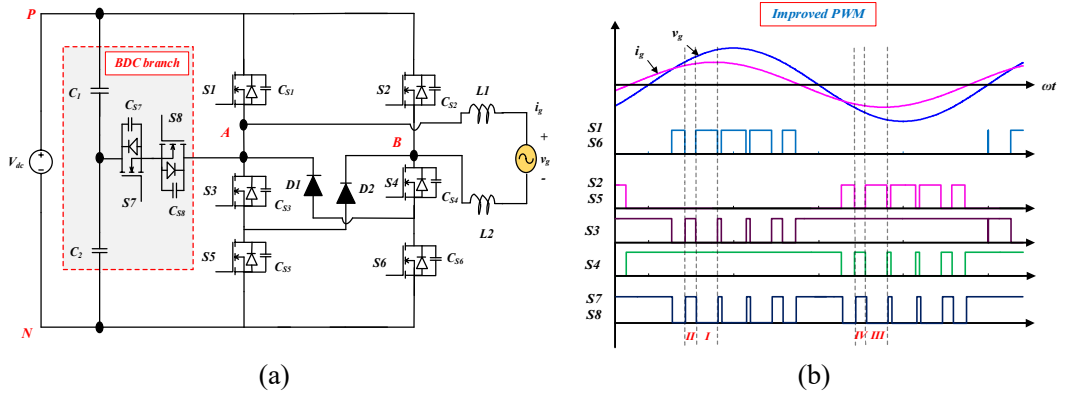 P
BDC branch
C1
CS7
S8
S7
CS8
Vdc
C2
N
S1
CS1
A
S3
CS3
S5
CS5
D1
D2
S2
CS2
B
S4
CS4
S6
CS6
L1
L2
ig
+
vg
-
(a)
Improved PWM
vg
ig
ωt
S1
S6
S2
S5
S3
S4
S7
S8
II I IV III
(b)